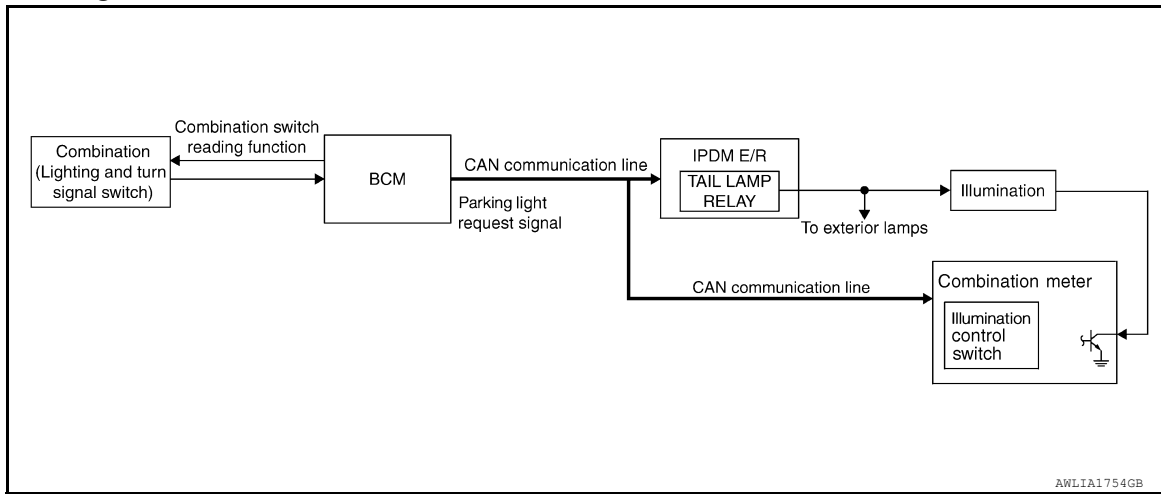 Combination switch
reading function
Combination
(Lighting and turn
signal switch)
BCM
CAN communication line
Parking light
request signal
IPDM E/R
TAIL LAMP
RELAY
To exterior lamps
Illumination
CAN communication line
Combination meter
Illumination
control
switch
AWLIA1754GB